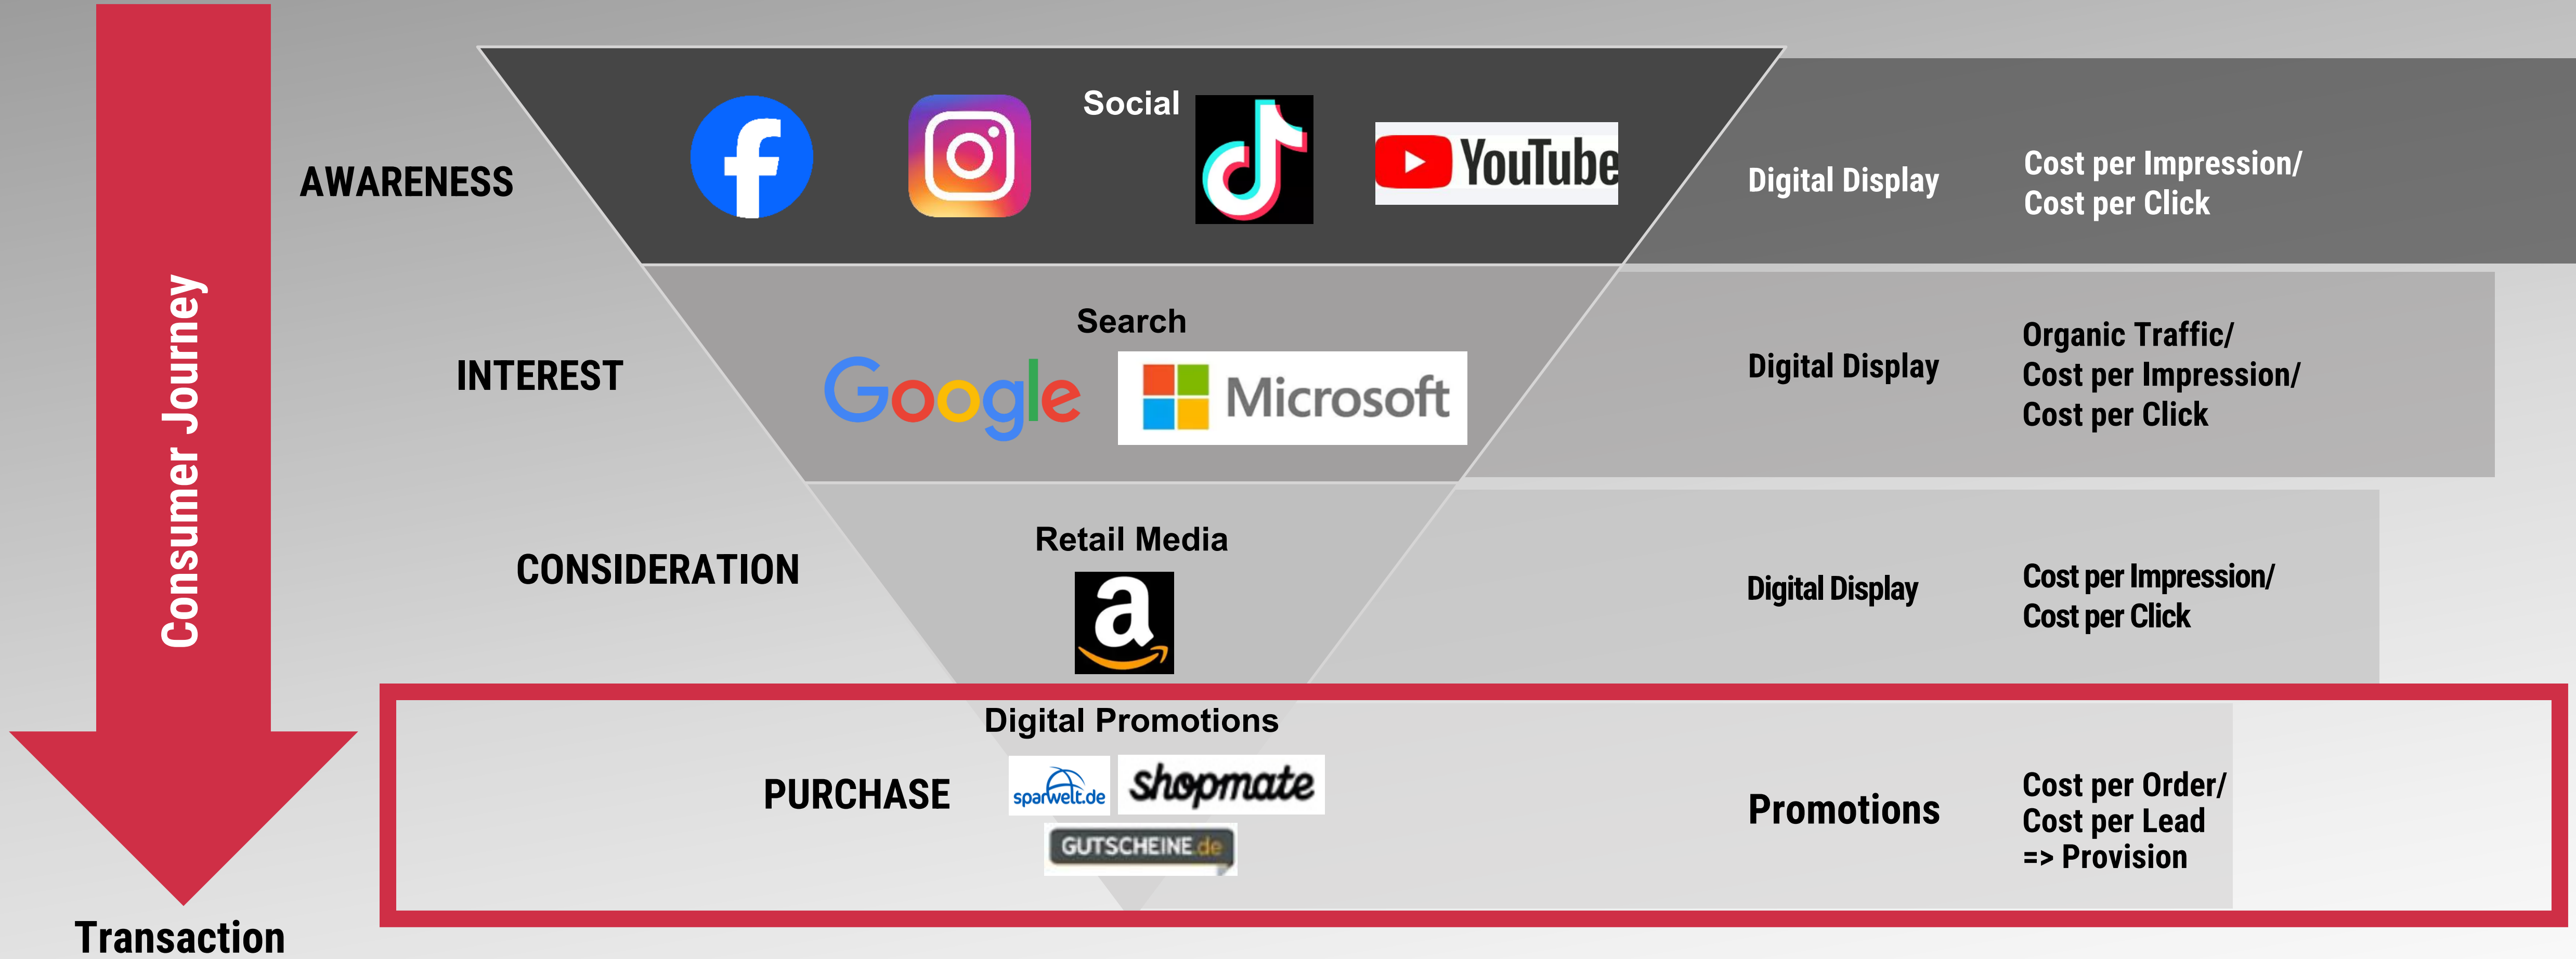 Consumer Journey
Transaction
AWARENESS
Social
YouTube
Digital Display
Cost per Impression/
Cost per Click
INTEREST
Search
Google
Microsoft
Digital Display
Organic Traffic/
Cost per Impression/
Cost per Click
CONSIDERATION
Retail Media
a
Digital Display
Cost per Impression/
Cost per Click
PURCHASE
Digital Promotions
sparwelt.de
shopmate
GUTSCHEINE.de
Promotions
Cost per Order/
Cost per Lead
=> Provision